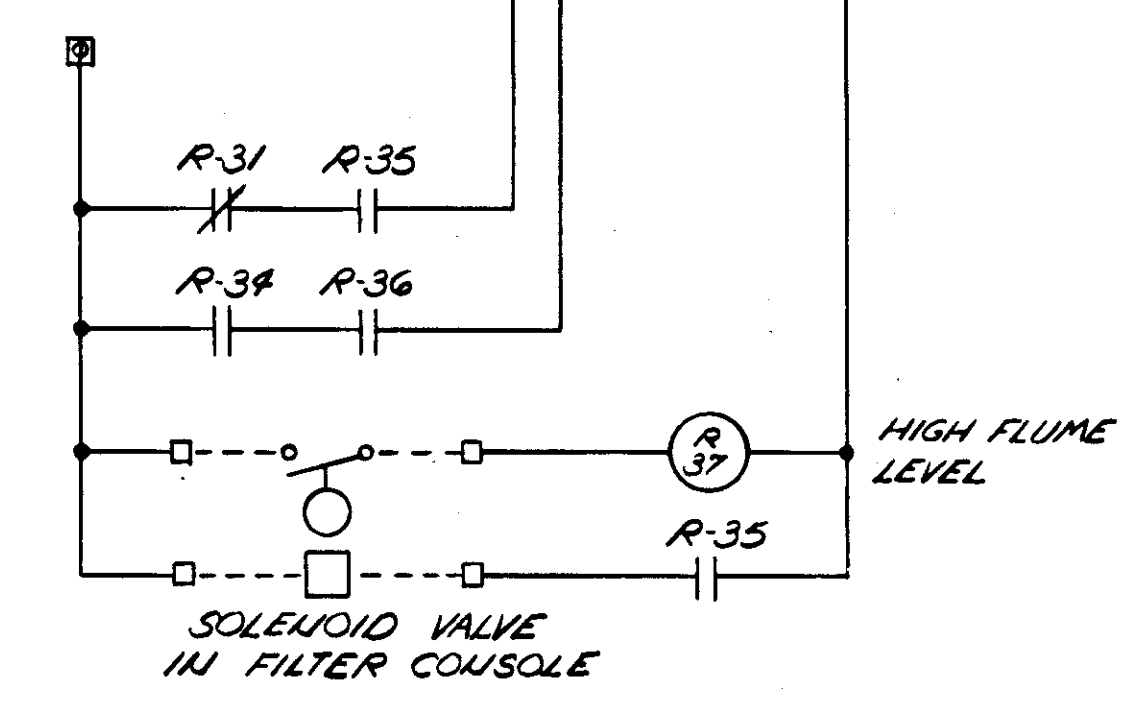 R-31 R-35
R-34 R-36
R
37
HIGH FLUME
LEVEL
R-35
SOLENOID VALVE
IN FILTER CONSOLE